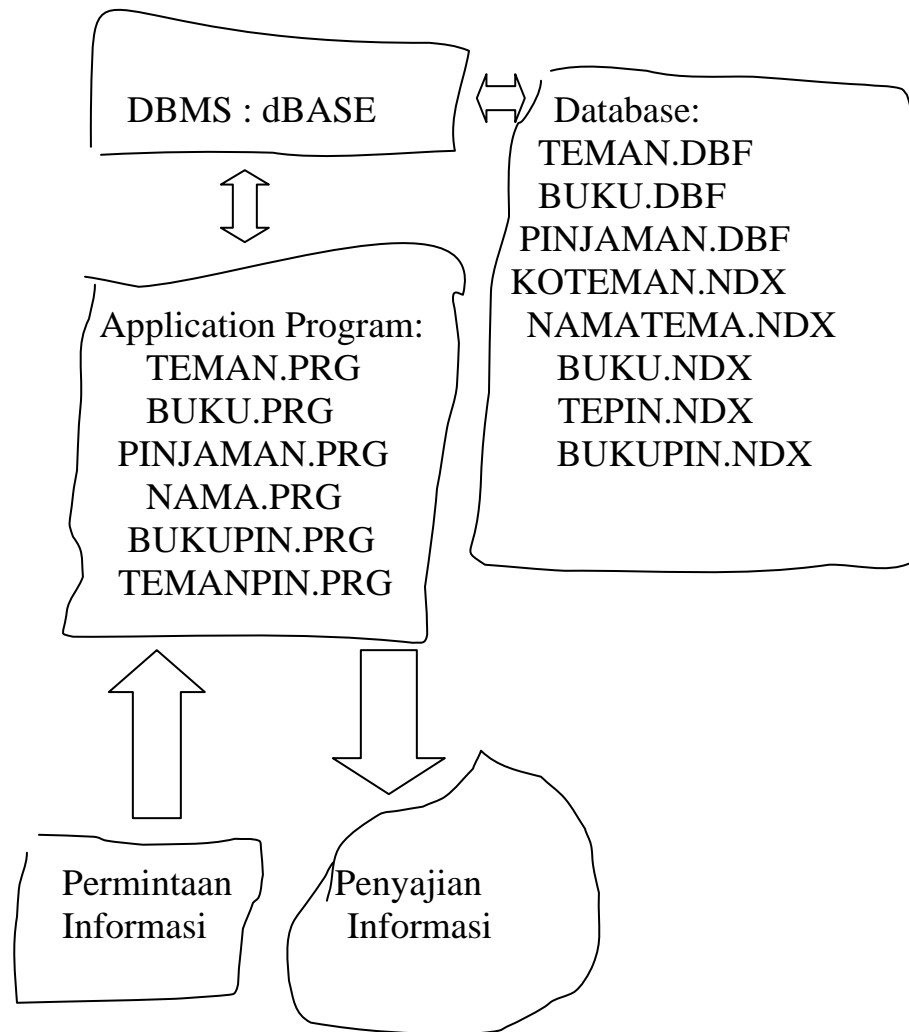 DBMS : dBASE
Database:
TEMAN.DBF
BUKU.DBF
PINJAMAN.DBF
KOTEMAN.NDX
NAMATEMA.NDX
BUKU.NDX
TEPIN.NDX
BUKUPIN.NDX
Application Program:
TEMAN.PRG
BUKU.PRG
PINJAMAN.PRG
NAMA.PRG
BUKUPIN.PRG
TEMANPIN.PRG
Permintaan
Informasi
Penyajian
Informasi